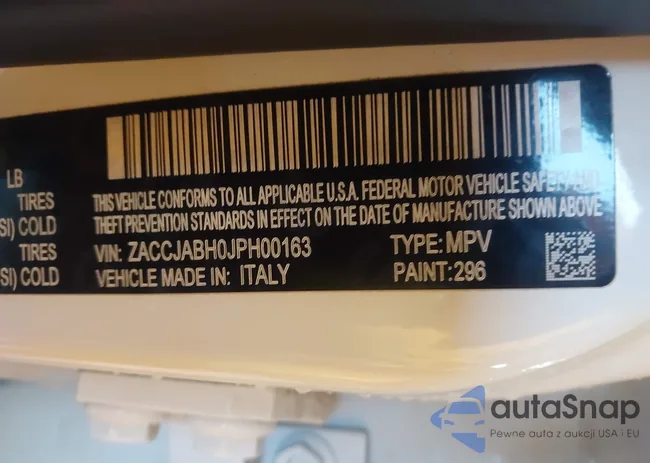 LB
TIRES
SI) COLD
TIRES
SI) COLD
THIS VEHICLE CONFORMS TO ALL APPLICABLE U.S.A. FEDERAL MOTOR VEHICLE SAFETY AND
THEFT PREVENTION STANDARDS IN EFFECT ON THE DATE OF MANUFACTURE SHOWN ABOVE
VIN: ZACCJABH0JPH00163 TYPE: MPV
VEHICLE MADE IN: ITALY PAINT:296
autaSnap
Pewne auta z aukcji USA i EU